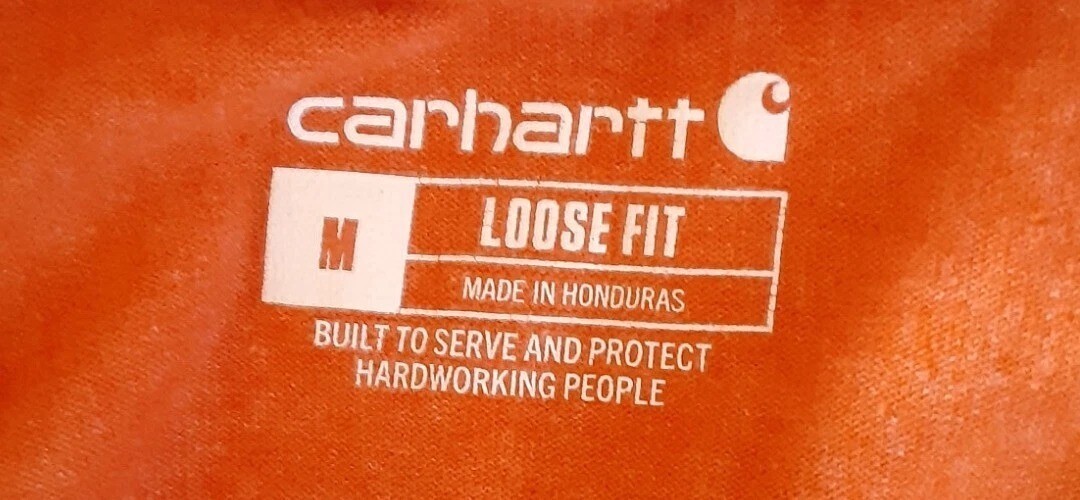 carhartt
M
LOOSE FIT
MADE IN HONDURAS
BUILT TO SERVE AND PROTECT
HARDWORKING PEOPLE